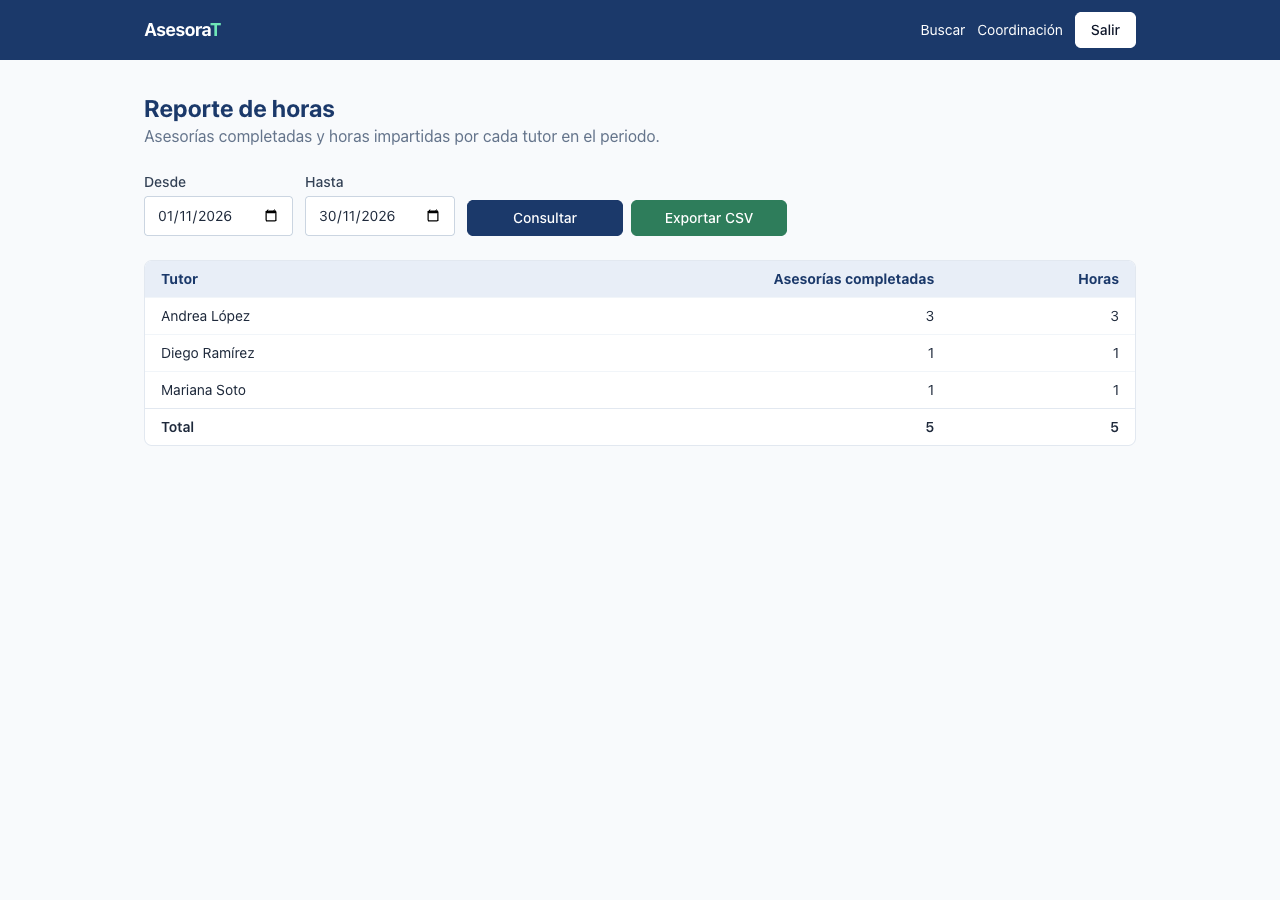 AsesoraT
Buscar Coordinación Salir
Reporte de horas
Asesorías completadas y horas impartidas por cada tutor en el periodo.
Desde Hasta
01/11/2026 30/11/2026 Consultar Exportar CSV
Tutor Asesorías completadas Horas
Andrea López 3 3
Diego Ramírez 1 1
Mariana Soto 1 1
Total 5 5